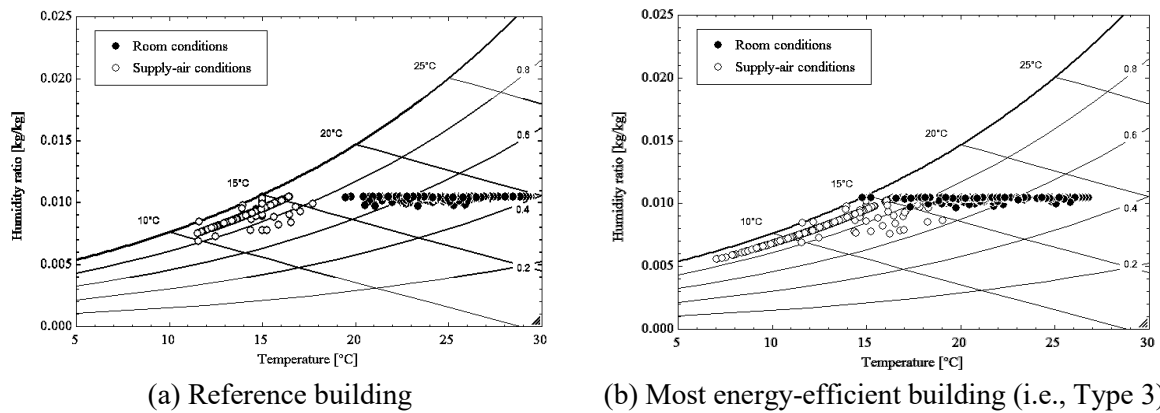 0.025
0.020
0.015
0.010
0.005
0.000
Humidity ratio [kg/kg]
Room conditions
Supply-air conditions
10°C
15°C
20°C
25°C
0.8
0.6
0.4
0.2
5
10
15
20
25
30
Temperature [°C]
(a) Reference building
0.025
0.020
0.015
0.010
0.005
0.000
Humidity ratio [kg/kg]
Room conditions
Supply-air conditions
10°C
15°C
20°C
25°C
0.8
0.6
0.4
0.2
5
10
15
20
25
30
Temperature [°C]
(b) Most energy-efficient building (i.e., Type 3)